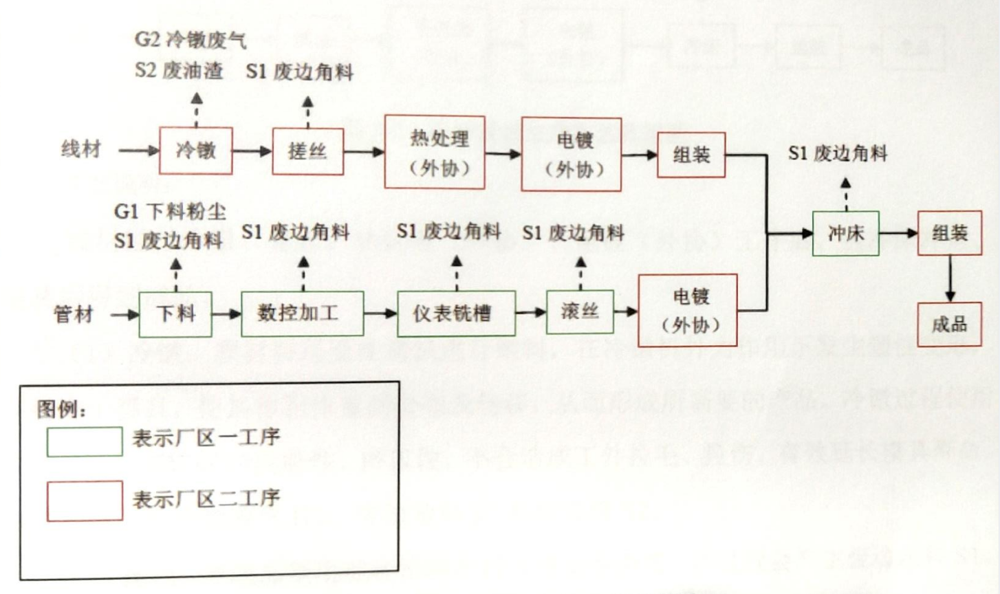 G2 冷镦废气
S2 废油渣 S1 废边角料
线材 冷镦 搓丝 热处理 (外协) 电镀 (外协) 组装
S1 废边角料
G1 下料粉尘
S1 废边角料 S1 废边角料 S1 废边角料 S1 废边角料
冲床 组装
管材 下料 数控加工 仪表铣槽 滚丝 电镀 (外协)
成品
图例：
表示厂区一工序
表示厂区二工序